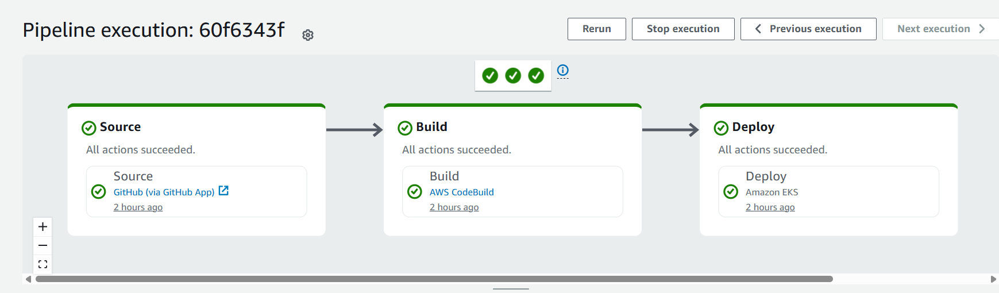 Pipeline execution: 60f6343f
Rerun
Stop execution
Previous execution
Next execution
Source
All actions succeeded.
Source
GitHub (via GitHub App)
2 hours ago
Build
All actions succeeded.
Build
AWS CodeBuild
2 hours ago
Deploy
All actions succeeded.
Deploy
Amazon EKS
2 hours ago